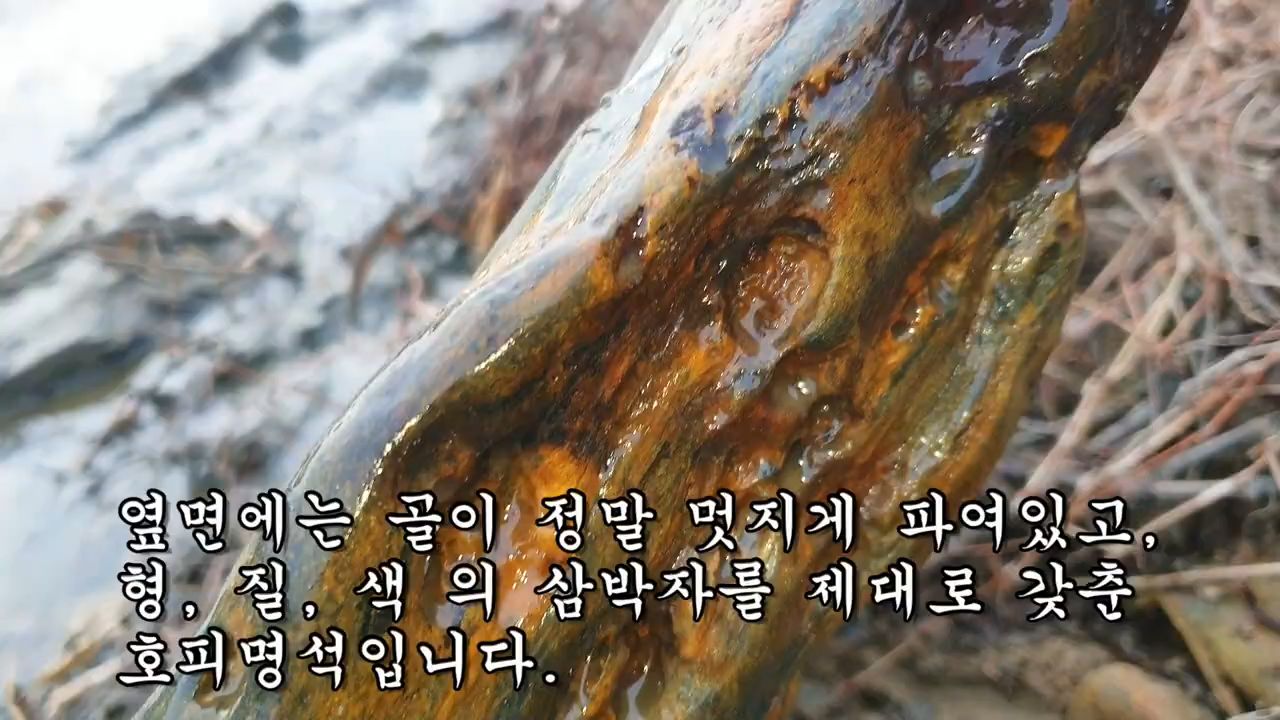 옆면에는 골이 정말 멋지게 파여있고,
형, 질, 색 의 삼박자를 제대로 갖춘
호피명석입니다.